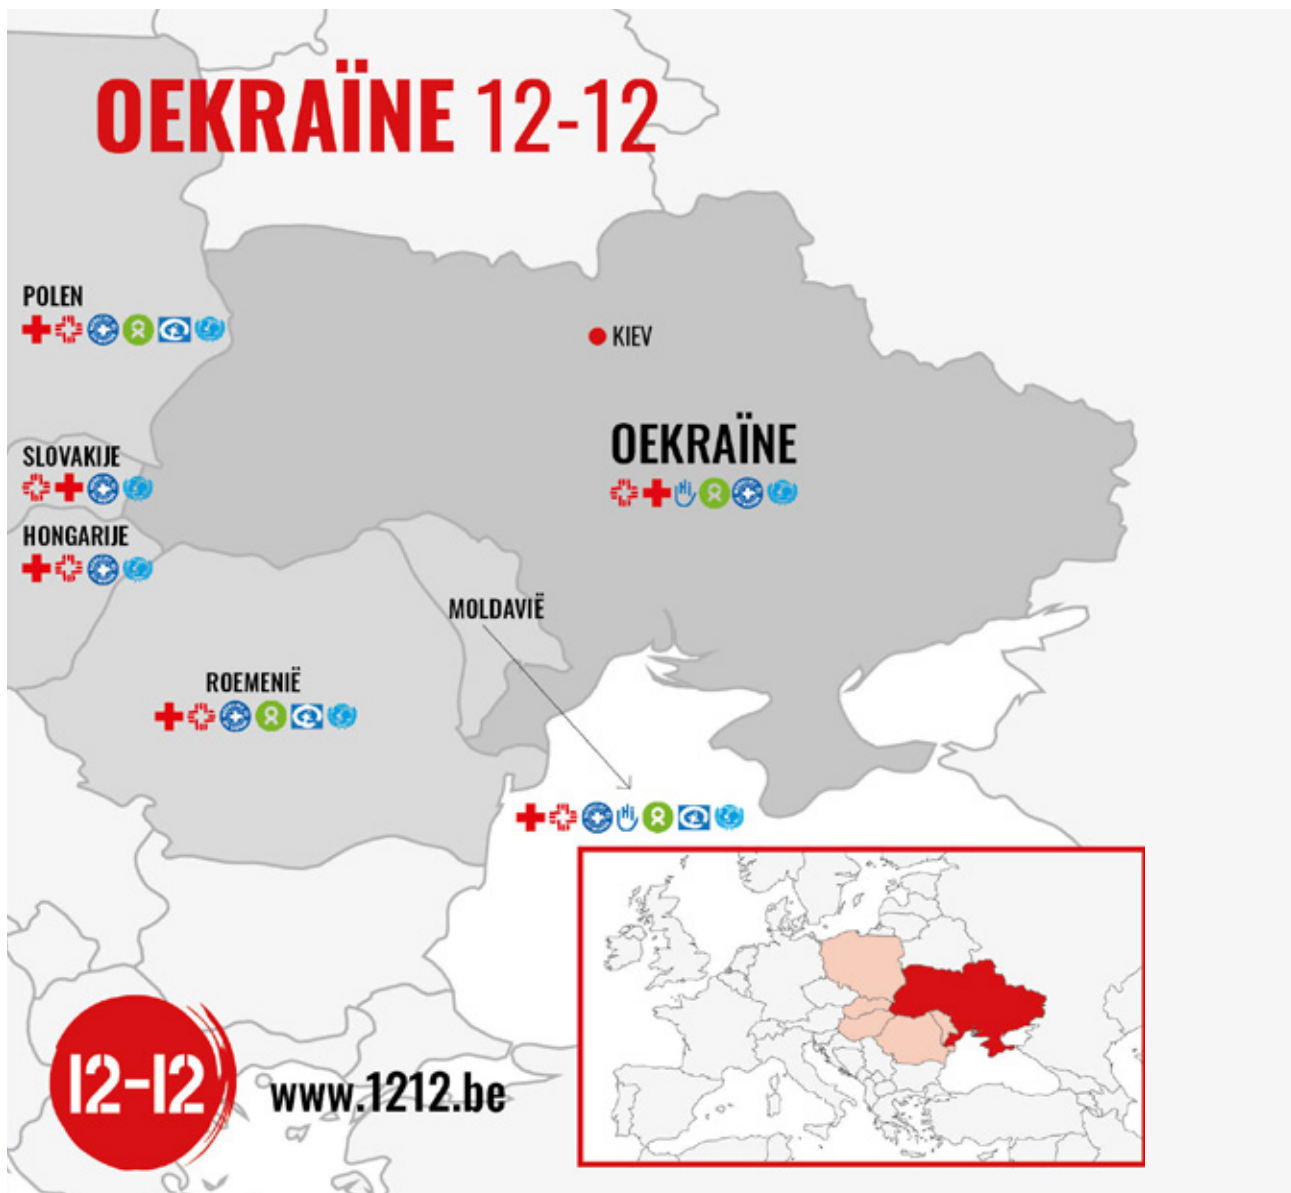 OEKRAÏNE 12-12
POLEN
KIEV
OEKRAÏNE
SLOVAKIJE
HONGARIJE
MOLDAVIË
ROEMENIË
12-12
www.1212.be